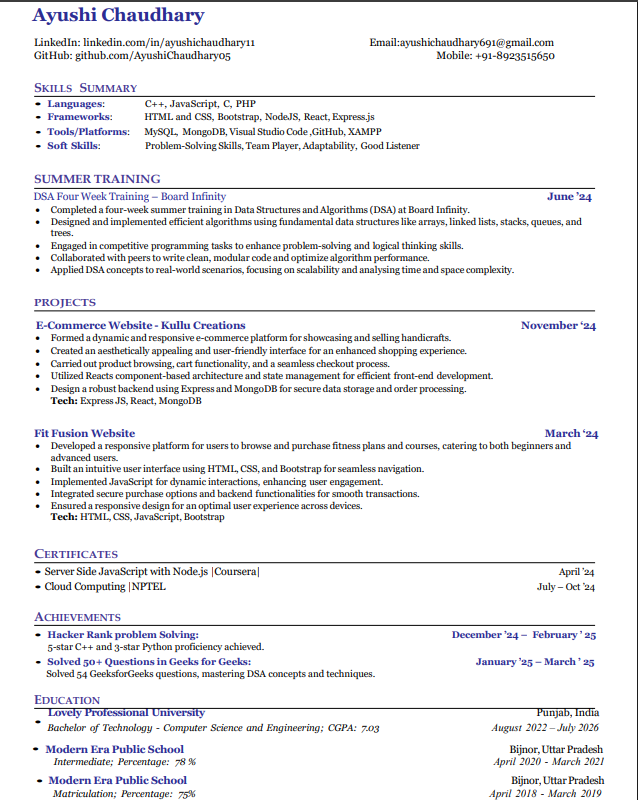 Ayushi Chaudhary
LinkedIn: linkedin.com/in/ayushichaudhary11 Email:ayushichaudhary691@gmail.com
GitHub: github.com/AyushiChaudhary05 Mobile: +91-8923515650
SKILLS SUMMARY
• Languages: C++, JavaScript, C, PHP
• Frameworks: HTML and CSS, Bootstrap, NodeJS, React, Express.js
• Tools/Platforms: MySQL, MongoDB, Visual Studio Code ,GitHub, XAMPP
• Soft Skills: Problem-Solving Skills, Team Player, Adaptability, Good Listener
SUMMER TRAINING
DSA Four Week Training – Board Infinity June '24
• Completed a four-week summer training in Data Structures and Algorithms (DSA) at Board Infinity.
• Designed and implemented efficient algorithms using fundamental data structures like arrays, linked lists, stacks, queues, and
trees.
• Engaged in competitive programming tasks to enhance problem-solving and logical thinking skills.
• Collaborated with peers to write clean, modular code and optimize algorithm performance.
• Applied DSA concepts to real-world scenarios, focusing on scalability and analysing time and space complexity.
PROJECTS
E-Commerce Website - Kullu Creations November ‘24
• Formed a dynamic and responsive e-commerce platform for showcasing and selling handicrafts.
• Created an aesthetically appealing and user-friendly interface for an enhanced shopping experience.
• Carried out product browsing, cart functionality, and a seamless checkout process.
• Utilized Reacts component-based architecture and state management for efficient front-end development.
• Design a robust backend using Express and MongoDB for secure data storage and order processing.
Tech: Express JS, React, MongoDB
Fit Fusion Website March ‘24
• Developed a responsive platform for users to browse and purchase fitness plans and courses, catering to both beginners and
advanced users.
• Built an intuitive user interface using HTML, CSS, and Bootstrap for seamless navigation.
• Implemented JavaScript for dynamic interactions, enhancing user engagement.
• Integrated secure purchase options and backend functionalities for smooth transactions.
• Ensured a responsive design for an optimal user experience across devices.
Tech: HTML, CSS, JavaScript, Bootstrap
CERTIFICATES
• Server Side JavaScript with Node.js |Coursera| April '24
• Cloud Computing |NPTEL July – Oct '24
ACHIEVEMENTS
• Hacker Rank problem Solving: December '24 – February ' 25
5-star C++ and 3-star Python proficiency achieved.
• Solved 50+ Questions in Geeks for Geeks: January '25 – March ' 25
Solved 54 GeeksforGeeks questions, mastering DSA concepts and techniques.
EDUCATION
• Lovely Professional University Punjab, India
Bachelor of Technology - Computer Science and Engineering; CGPA: 7.03 August 2022 – July 2026
• Modern Era Public School Bijnor, Uttar Pradesh
Intermediate; Percentage: 78 % April 2020 - March 2021
• Modern Era Public School Bijnor, Uttar Pradesh
Matriculation; Percentage: 75% April 2018 - March 2019